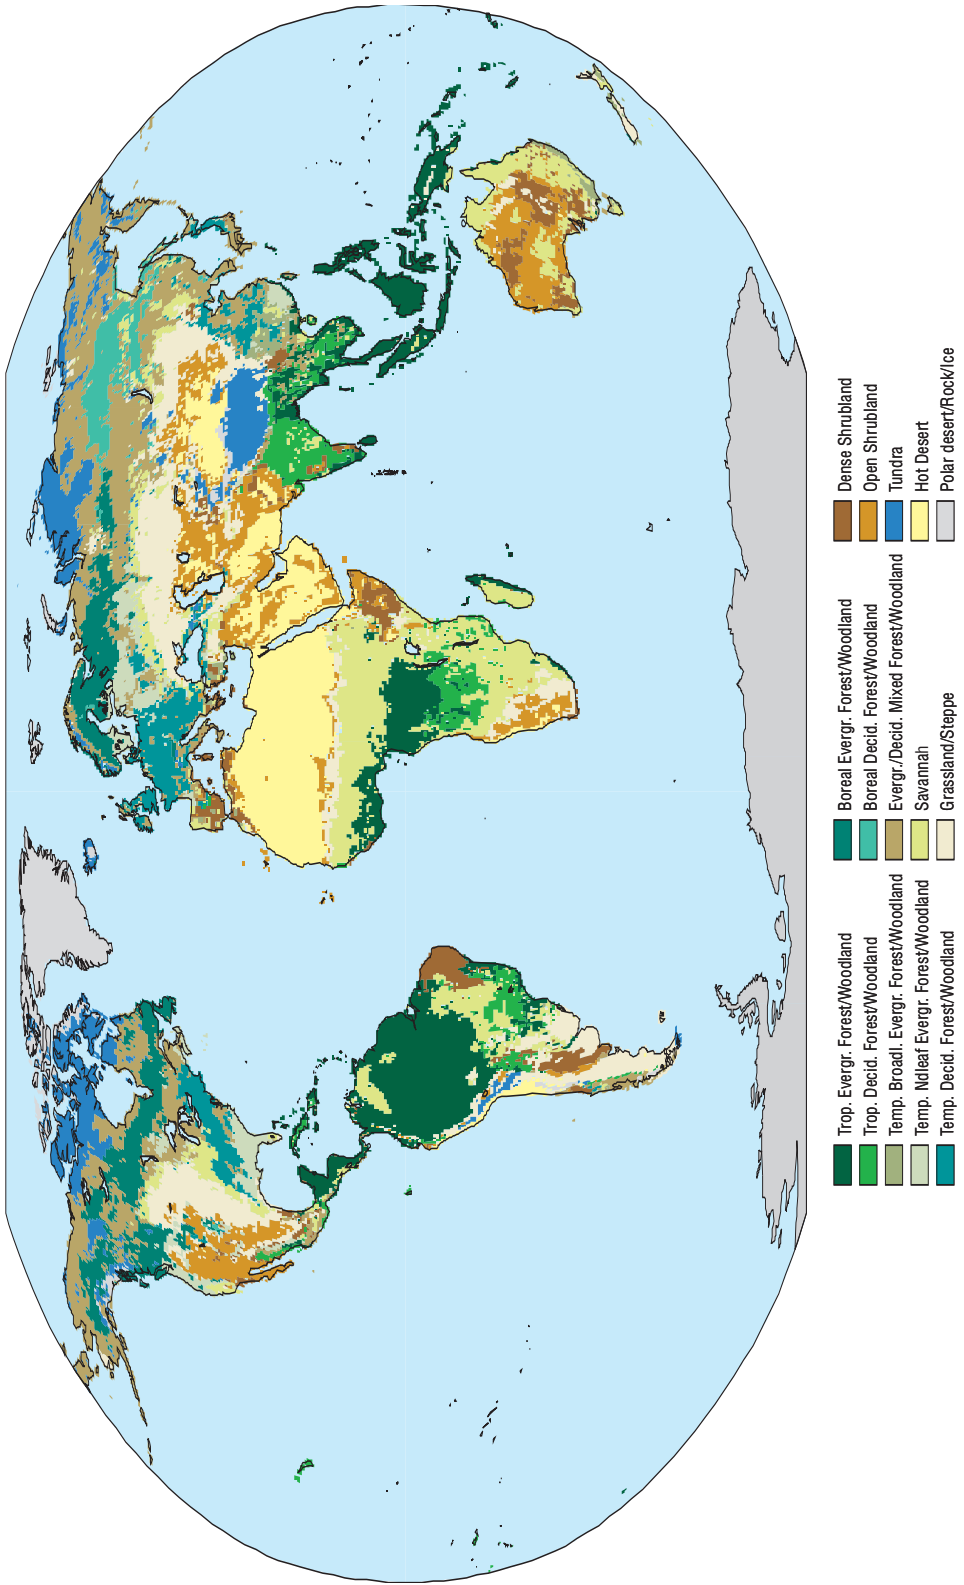 Trop. Evergr. Forest/Woodland
Trop. Decid. Forest/Woodland
Temp. Broadl. Evergr. Forest/Woodland
Temp. Ndleaf Evergr. Forest/Woodland
Temp. Decid. Forest/Woodland
Boreal Evergr. Forest/Woodland
Boreal Decid. Forest/Woodland
Evergr./Decid. Mixed Forest/Woodland
Savannah
Grassland/Steppe
Dense Shrubland
Open Shrubland
Tundra
Hot Desert
Polar desert/Rock/Ice